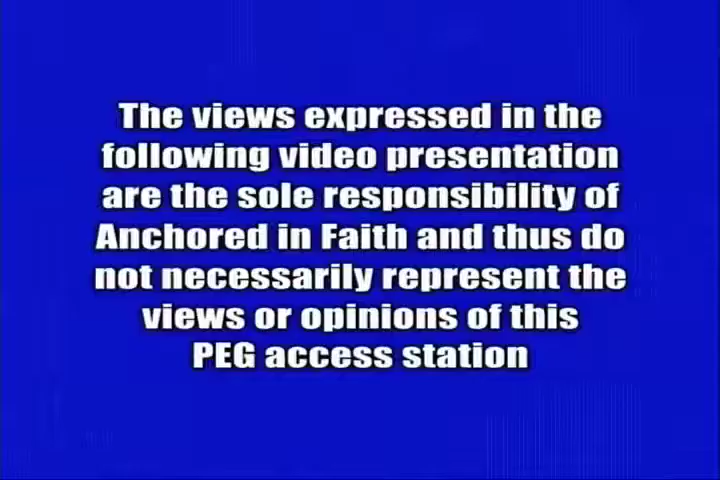 The views expressed in the
following video presentation
are the sole responsibility of
Anchored in Faith and thus do
not necessarily represent the
views or opinions of this
PEG access station